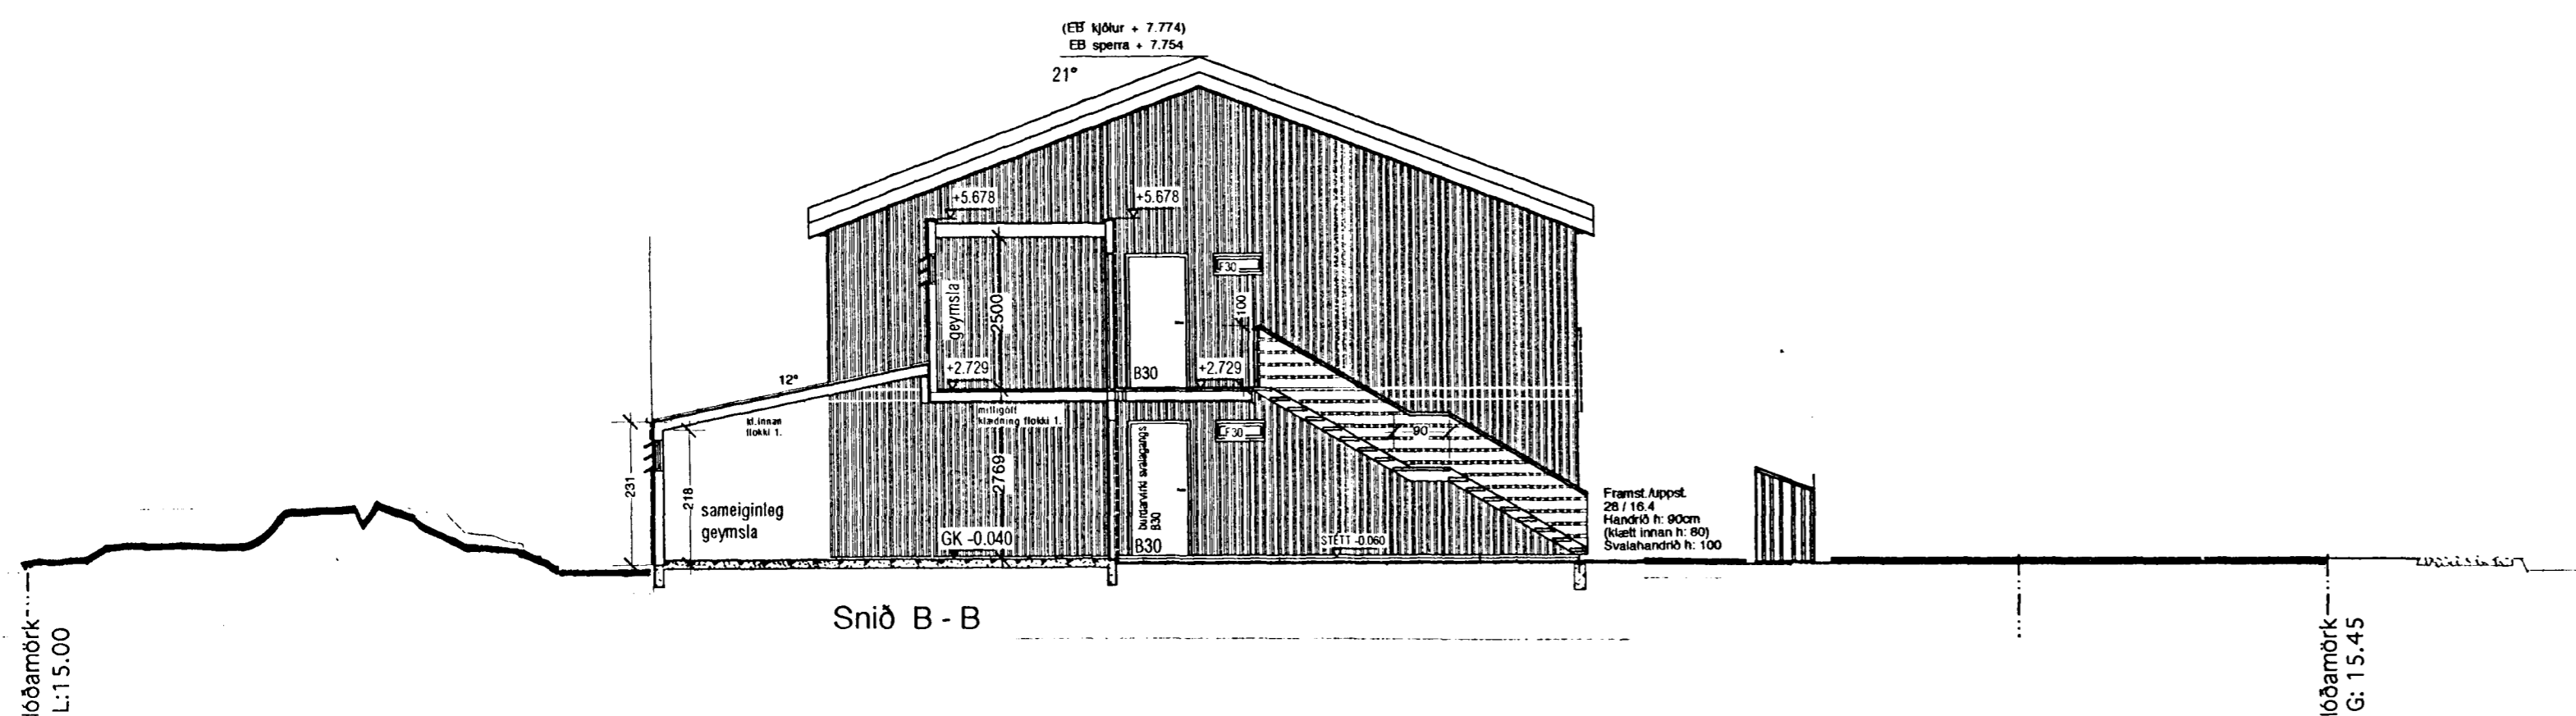 (EB kjölur + 7.774)
EB sperra + 7.754
21°
+5.678
+5.678
F30
geymsla
2500
100
+2.729
B30
+2.729
12°
kl.innan
flokki 1.
milligólf
klædning flokki 1.
F30
90
231
218
2769
burdarvirki svalagangs
B30
sameiginleg
geymsla
GK -0.040
B30
STÉTT -0.060
Framst./uppst.
28 / 16.4
Handrið h: 90cm
(klætt innan h: 80)
Svalahandrið h: 100
Snið B - B
lóðamörk
L:15.00
lóðamörk
G: 15.45